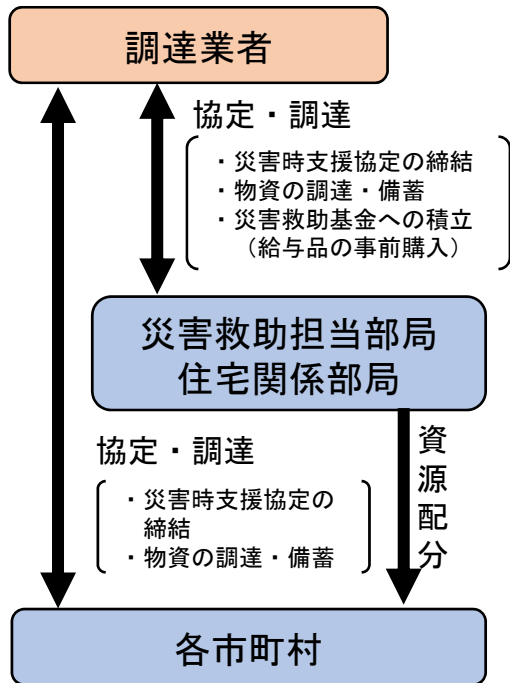 調達業者
協定・調達
・災害時支援協定の締結
・物資の調達・備蓄
・災害救助基金への積立
（給与品の事前購入）
災害救助担当部局
住宅関係部局
協定・調達
・災害時支援協定の
締結
・物資の調達・備蓄
資源配分
各市町村